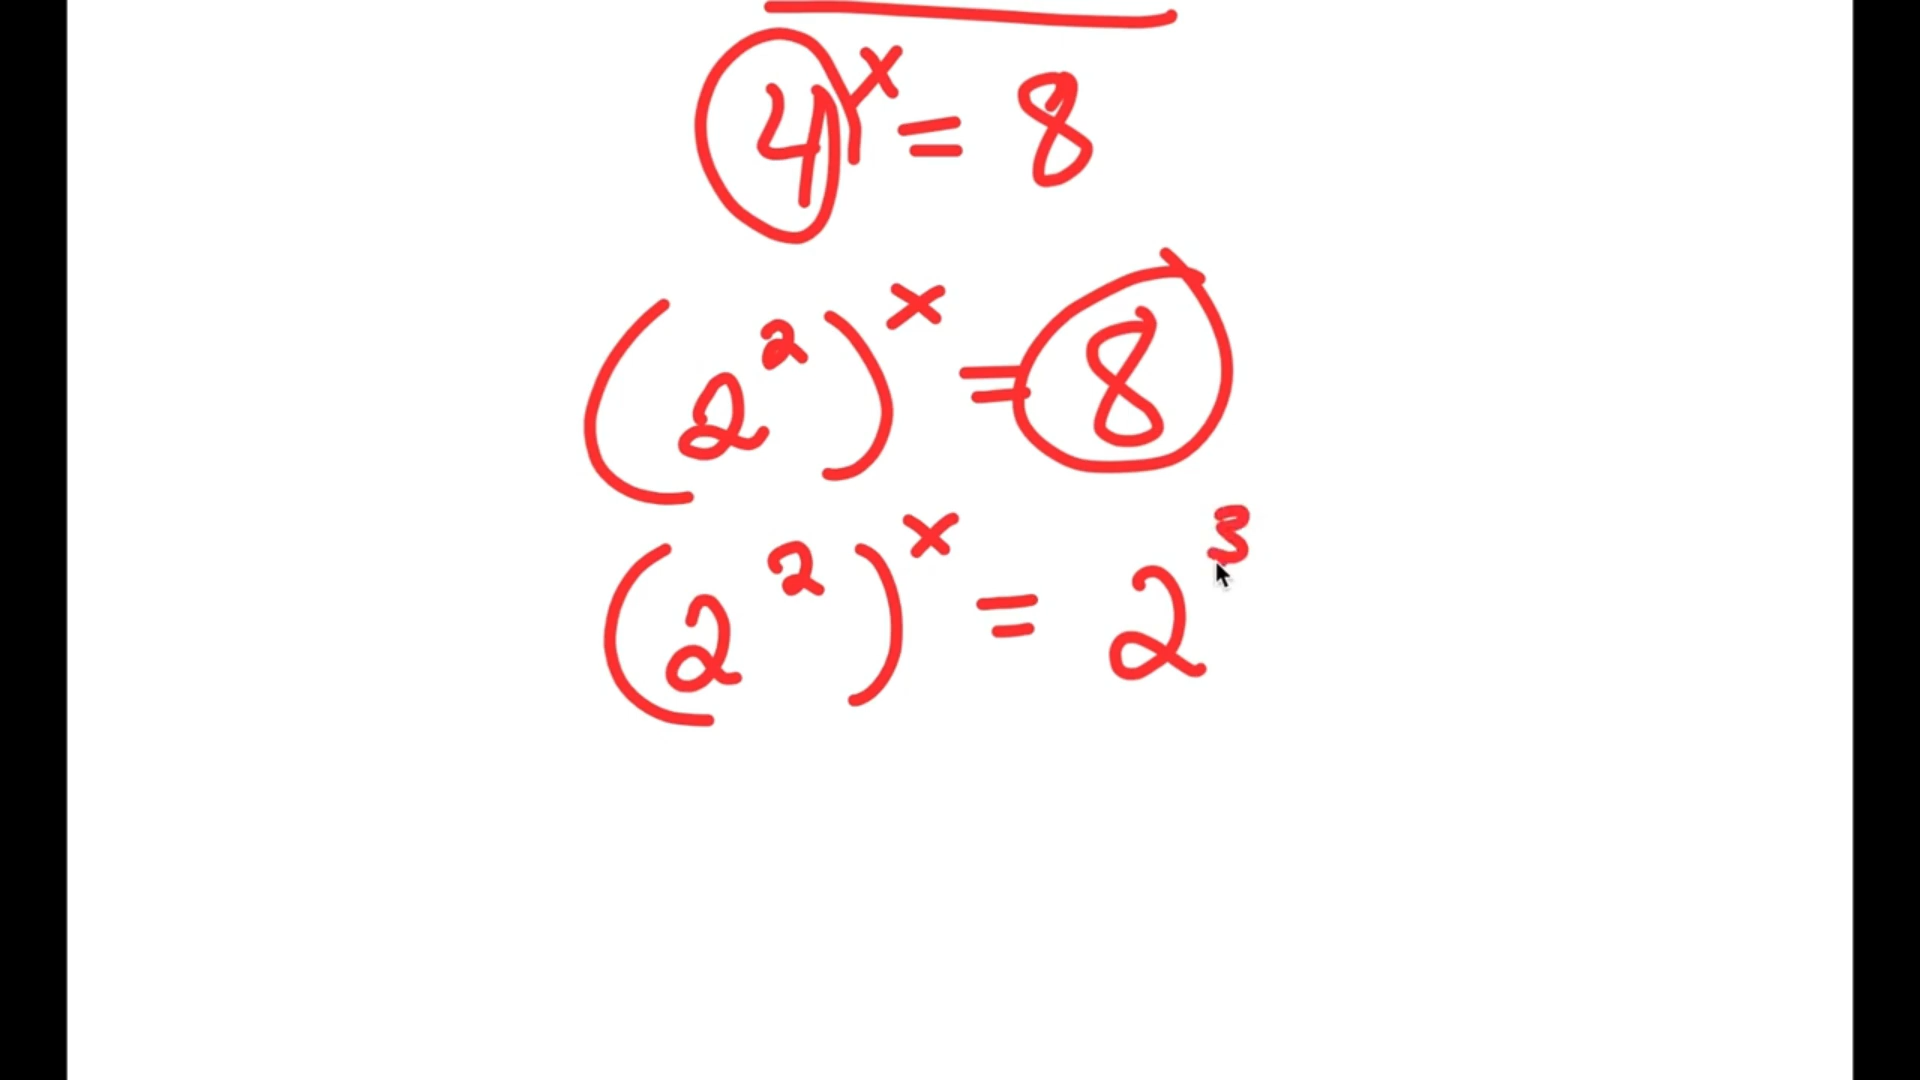 4^x = 8
(2^2)^x = 8
(2^2)^x = 2^3